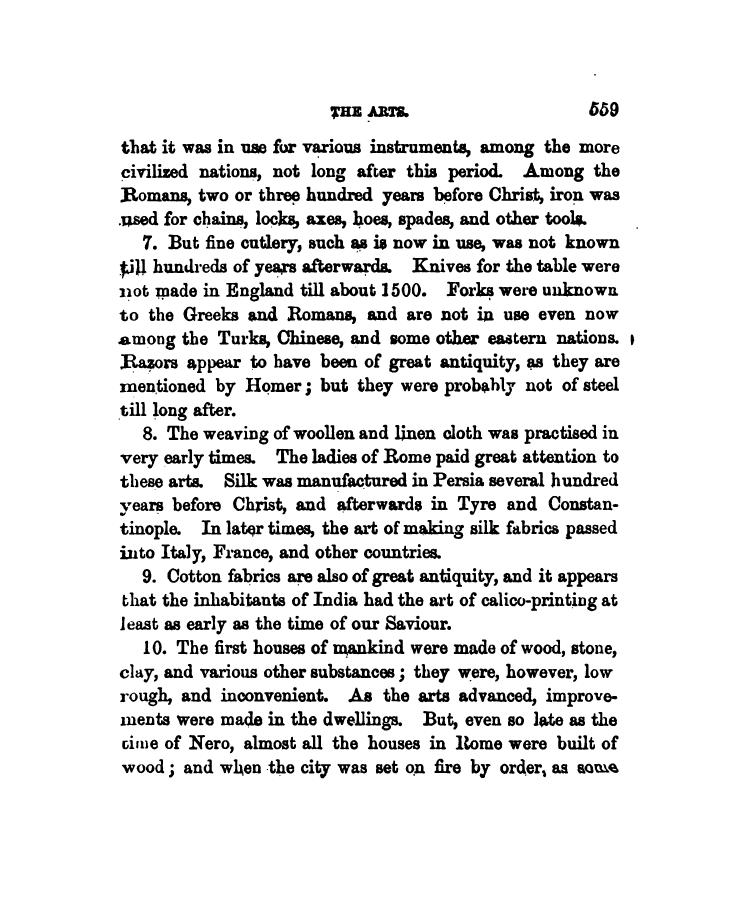 THE ARTS. 559
that it was in use for various instruments, among the more
civilized nations, not long after this period. Among the
Romans, two or three hundred years before Christ, iron was
used for chains, locks, axes, hoes, spades, and other tools.
7. But fine cutlery, such as is now in use, was not known
till hundreds of years afterwards. Knives for the table were
not made in England till about 1500. Forks were unknown
to the Greeks and Romans, and are not in use even now
among the Turks, Chinese, and some other eastern nations.
Razors appear to have been of great antiquity, as they are
mentioned by Homer; but they were probably not of steel
till long after.
8. The weaving of woollen and linen cloth was practised in
very early times. The ladies of Rome paid great attention to
these arts. Silk was manufactured in Persia several hundred
years before Christ, and afterwards in Tyre and Constan-
tinople. In later times, the art of making silk fabrics passed
into Italy, France, and other countries.
9. Cotton fabrics are also of great antiquity, and it appears
that the inhabitants of India had the art of calico-printing at
least as early as the time of our Saviour.
10. The first houses of mankind were made of wood, stone,
clay, and various other substances; they were, however, low
rough, and inconvenient. As the arts advanced, improve-
ments were made in the dwellings. But, even so late as the
time of Nero, almost all the houses in Rome were built of
wood; and when the city was set on fire by order, as some